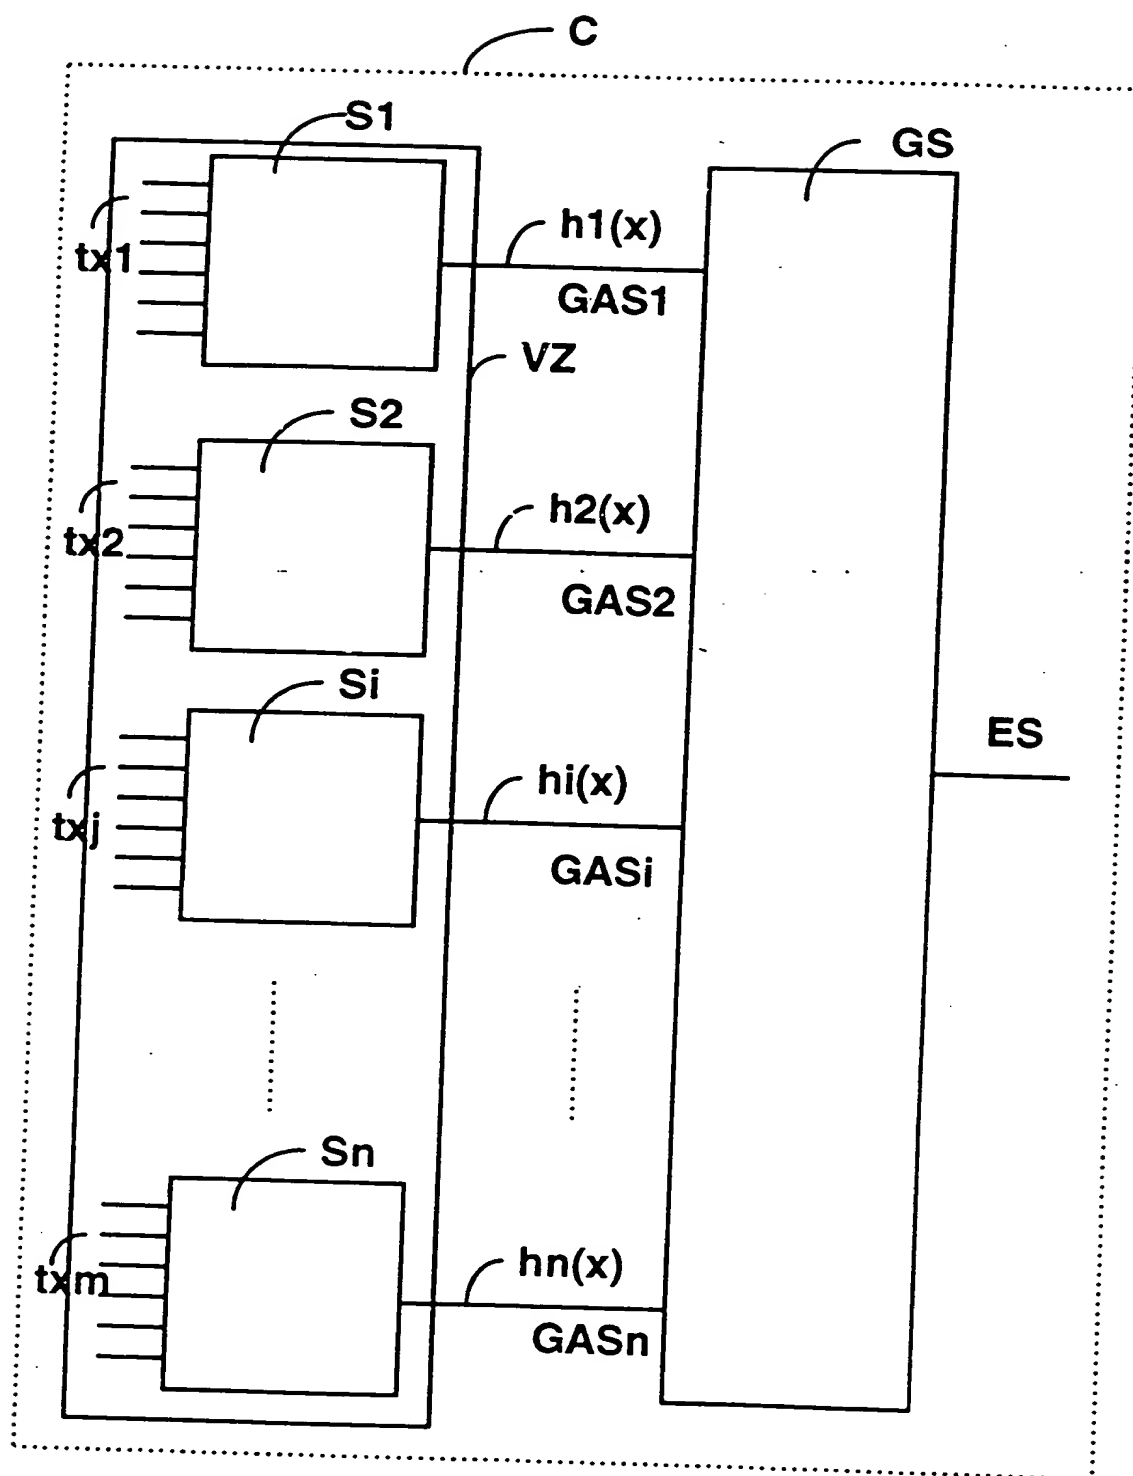 C
S1
GS
h1(x)
tx1
GAS1
VZ
S2
h2(x)
tx2
GAS2
Si
ES
hi(x)
txj
GASi
Sn
hn(x)
txm
GASn